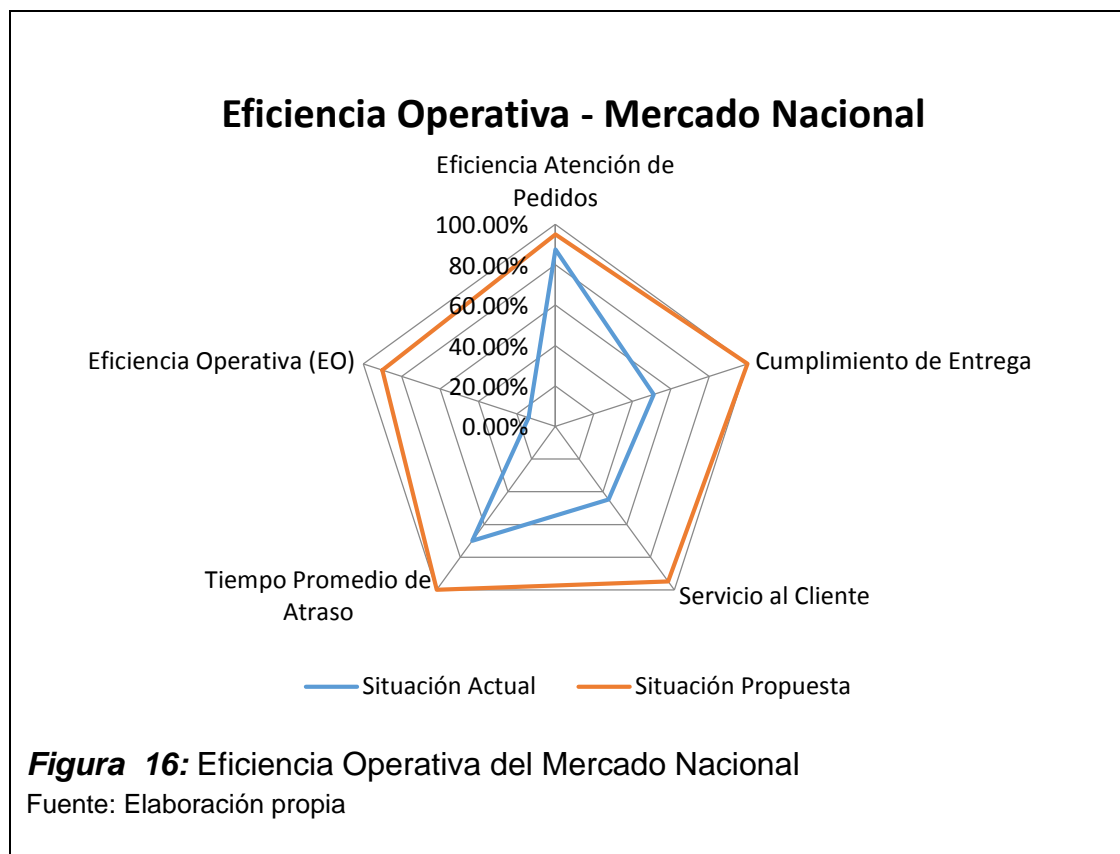 Eficiencia Operativa - Mercado Nacional
Eficiencia Atención de
Pedidos
100.00%
80.00%
60.00%
40.00%
20.00%
0.00%
Cumplimiento de Entrega
Servicio al Cliente
Tiempo Promedio de
Atraso
Eficiencia Operativa (EO)
Situación Actual
Situación Propuesta
Figura 16: Eficiencia Operativa del Mercado Nacional
Fuente: Elaboración propia